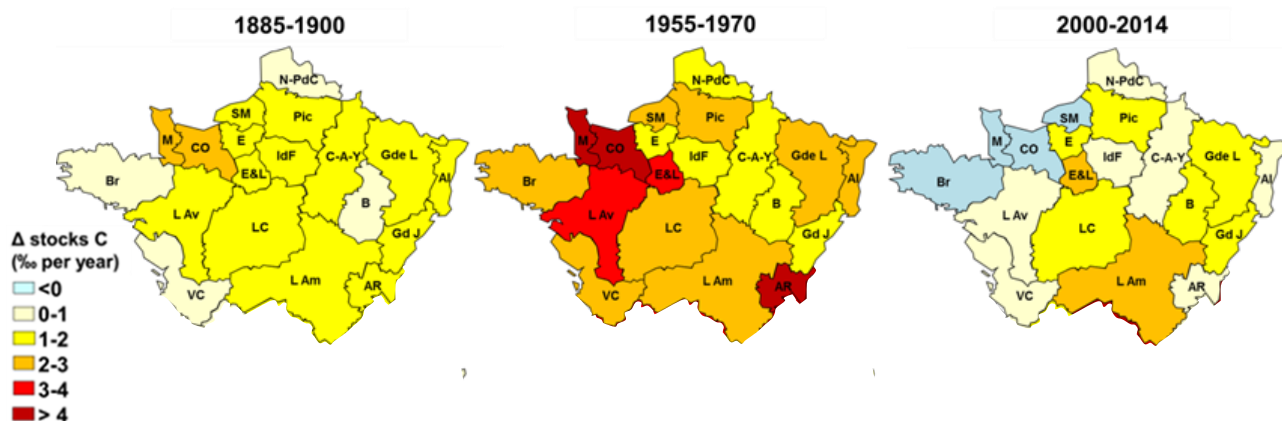 1885-1900
N-PdC
SM
Pic
M
CO
E
IdF
C-A-Y
Gde L
Al
E&L
Br
L Av
LC
B
Gd J
L Am
AR
VC
1955-1970
N-PdC
SM
Pic
M
CO
E
IdF
C-A-Y
Gde L
Al
E&L
Br
L Av
LC
B
Gd J
L Am
AR
VC
2000-2014
N-PdC
SM
Pic
M
CO
E
IdF
C-A-Y
Gde L
Al
E&L
Br
L Av
LC
B
Gd J
L Am
AR
VC
Δ stocks C
(‰ per year)
<0
0-1
1-2
2-3
3-4
> 4